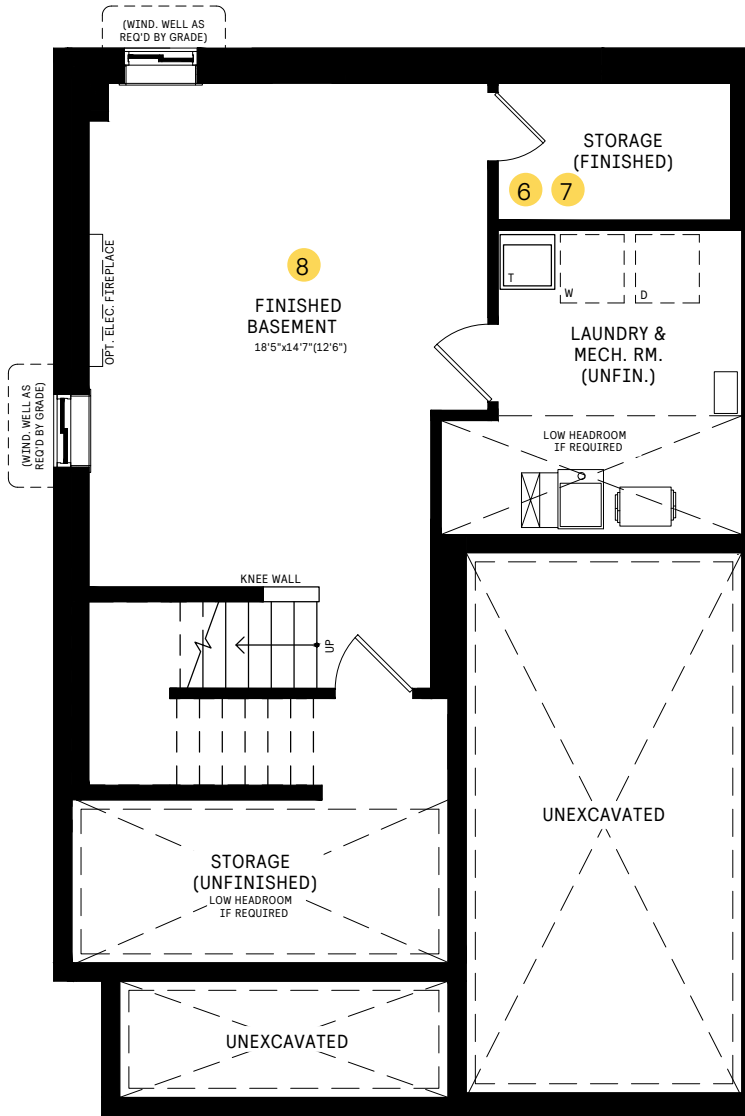 (WIND. WELL AS
REQ'D BY GRADE)
STORAGE
(FINISHED)
6 7
8
FINISHED
BASEMENT
18'5"x14'7"(12'6")
OPT. ELEC. FIREPLACE
T
W
D
LAUNDRY &
MECH. RM.
(UNFIN.)
(WIND. WELL AS
REQ'D BY GRADE)
LOW HEADROOM
IF REQUIRED
KNEE WALL
UP
UNEXCAVATED
STORAGE
(UNFINISHED)
LOW HEADROOM
IF REQUIRED
UNEXCAVATED